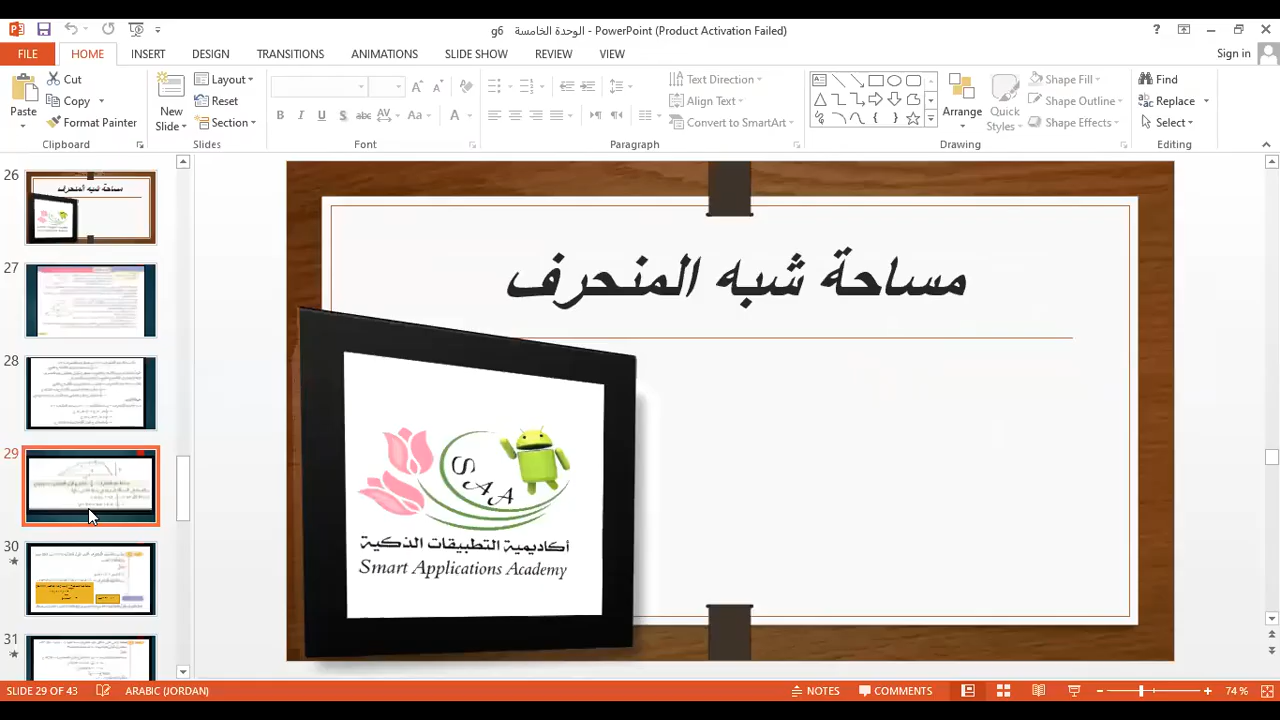 g6 الوحدة الخامسة - PowerPoint (Product Activation Failed)
FILE HOME INSERT DESIGN TRANSITIONS ANIMATIONS SLIDE SHOW REVIEW VIEW Sign in
Paste Cut Copy Format Painter
New Slide Layout Reset Section
Text Direction Align Text Convert to SmartArt
Arrange Quick Styles Shape Fill Shape Outline Shape Effects
Find Replace Select
Clipboard Slides Font Paragraph Drawing Editing
26
مساحة شبه المنحرف
27
28
29
30
31
مساحة شبه المنحرف
SAA
أكاديمية التطبيقات الذكية
Smart Applications Academy
SLIDE 29 OF 43 ARABIC (JORDAN) NOTES COMMENTS 74 %